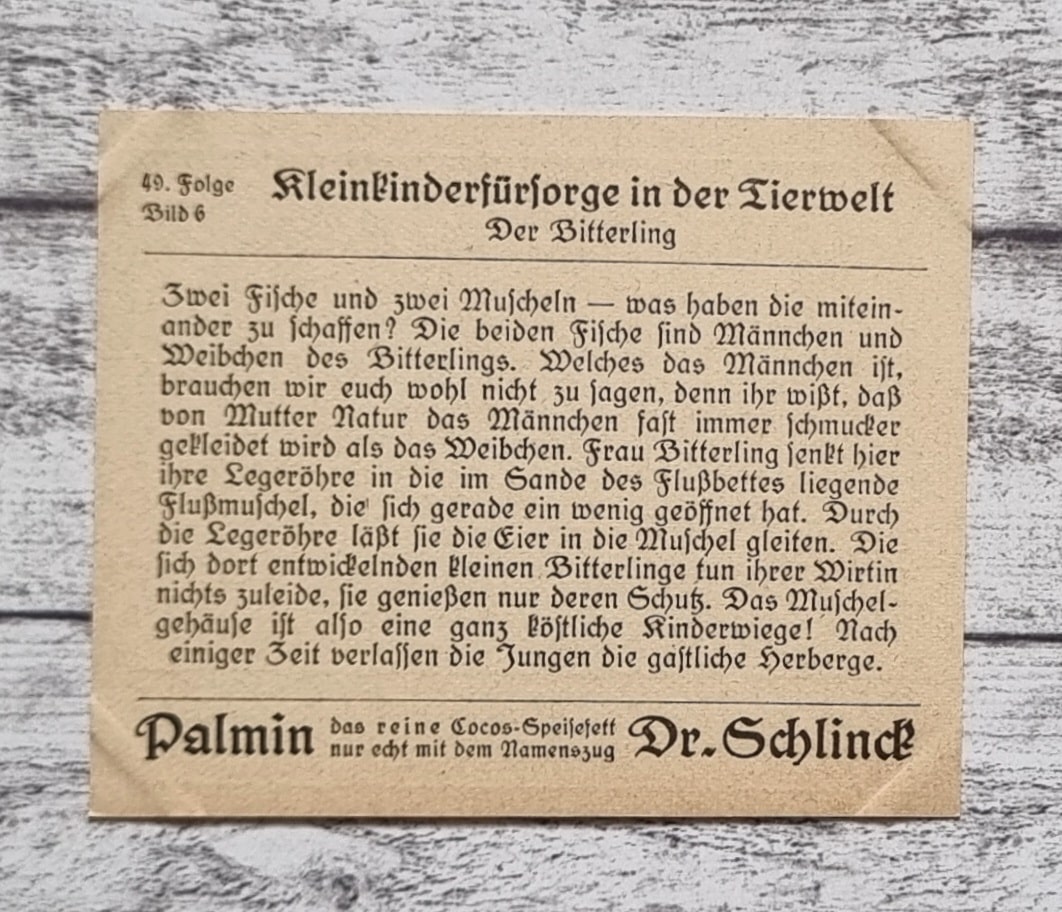 49. Folge
Bild 6
Kleinkinderfürsorge in der Tierwelt
Der Bitterling
Zwei Fische und zwei Muscheln — was haben die mitein-
ander zu schaffen? Die beiden Fische sind Männchen und
Weibchen des Bitterlings. Welches das Männchen ist,
brauchen wir euch wohl nicht zu sagen, denn ihr wißt, daß
von Mutter Natur das Männchen fast immer schmucker
gekleidet wird als das Weibchen. Frau Bitterling senkt hier
ihre Legeröhre in die im Sande des Flußbettes liegende
Flußmuschel, die sich gerade ein wenig geöffnet hat. Durch
die Legeröhre läßt sie die Eier in die Muschel gleiten. Die
sich dort entwickelnden kleinen Bitterlinge tun ihrer Wirtin
nichts zuleide, sie genießen nur deren Schutz. Das Muschel-
gehäuse ist also eine ganz köstliche Kinderwiege! Nach
einiger Zeit verlassen die Jungen die gastliche Herberge.
Palmin das reine Cocos-Speisefett Dr. Schlinck
nur echt mit dem Namenszug